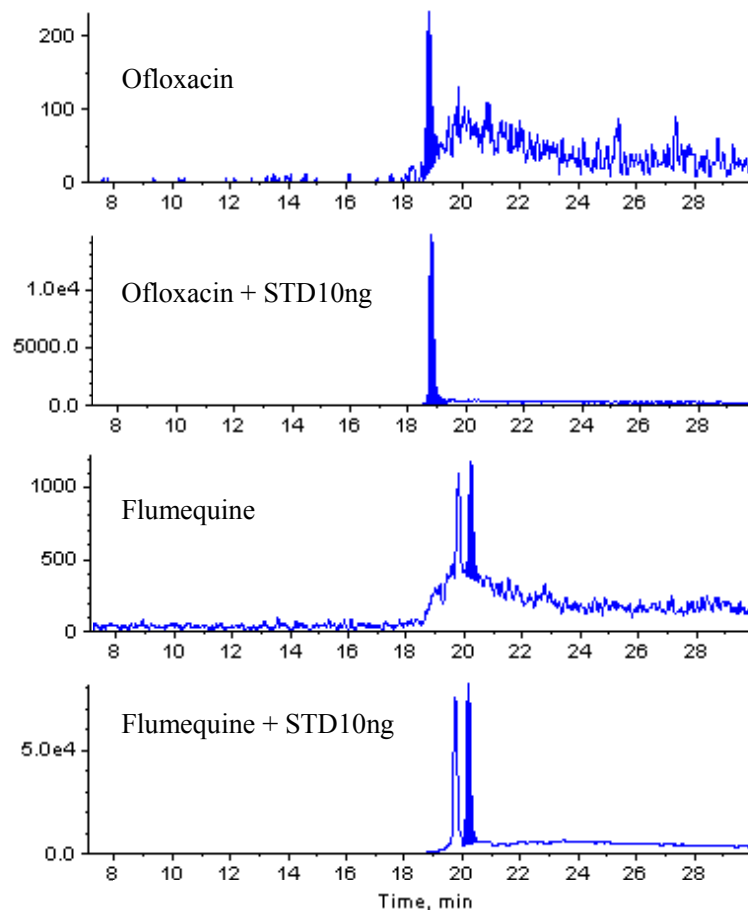 200
100
0
Ofloxacin
8 10 12 14 16 18 20 22 24 26 28
1.0e4
5000.0
0.0
Ofloxacin + STD10ng
8 10 12 14 16 18 20 22 24 26 28
1000
500
0
Flumequine
8 10 12 14 16 18 20 22 24 26 28
5.0e4
0.0
Flumequine + STD10ng
8 10 12 14 16 18 20 22 24 26 28
Time, min